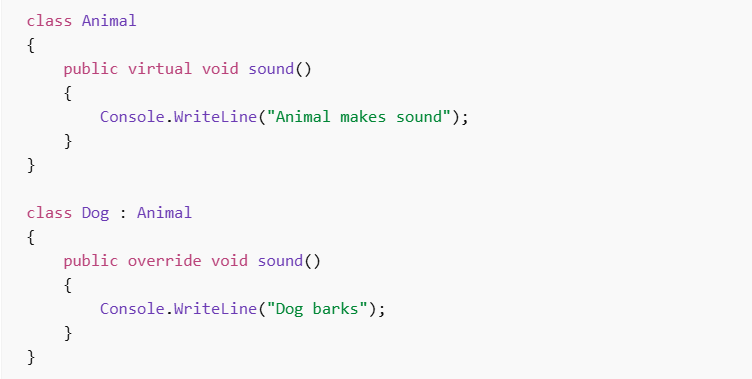 class Animal
{
    public virtual void sound()
    {
        Console.WriteLine("Animal makes sound");
    }
}

class Dog : Animal
{
    public override void sound()
    {
        Console.WriteLine("Dog barks");
    }
}